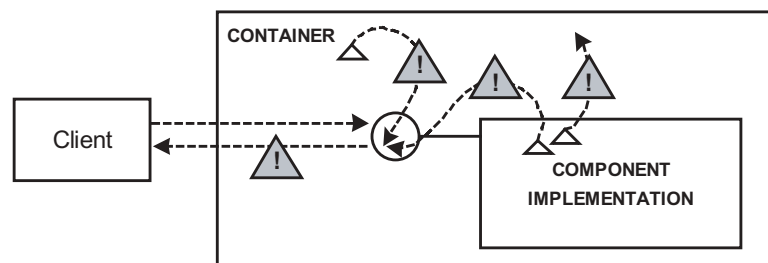 CONTAINER
!
!
!
Client
!
COMPONENT
IMPLEMENTATION